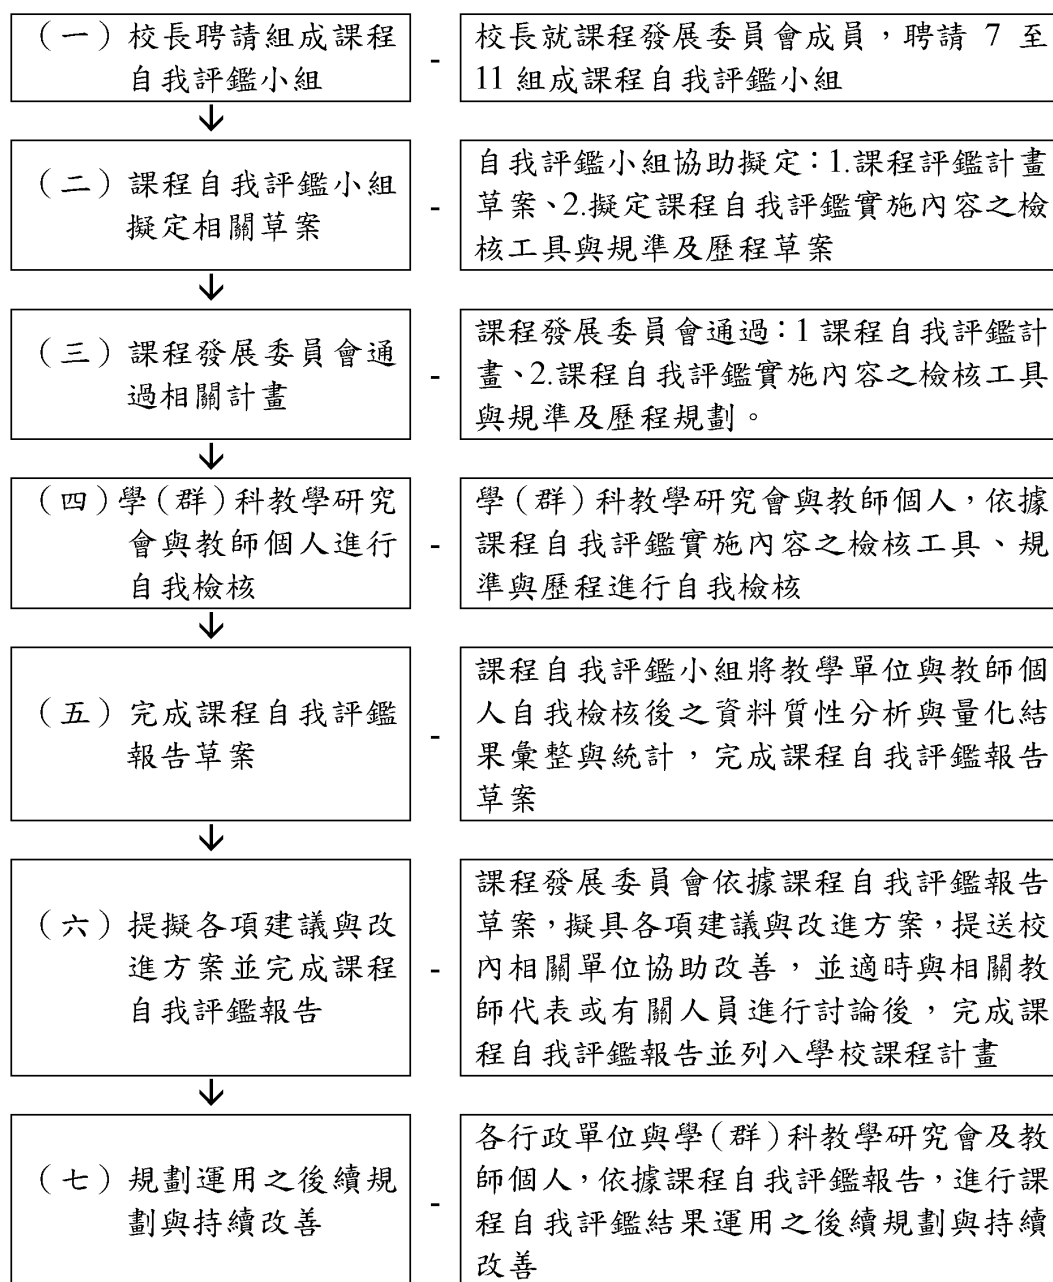 （一）校長聘請組成課程
自我評鑑小組
-
校長就課程發展委員會成員，聘請 7 至
11 組成課程自我評鑑小組
（二）課程自我評鑑小組
擬定相關草案
-
自我評鑑小組協助擬定：1.課程評鑑計畫
草案、2.擬定課程自我評鑑實施內容之檢
核工具與規準及歷程草案
（三）課程發展委員會通
過相關計畫
-
課程發展委員會通過：1 課程自我評鑑計
畫、2.課程自我評鑑實施內容之檢核工具
與規準及歷程規劃。
（四）學（群）科教學研究
會與教師個人進行
自我檢核
-
學（群）科教學研究會與教師個人，依據
課程自我評鑑實施內容之檢核工具、規
準與歷程進行自我檢核
（五）完成課程自我評鑑
報告草案
-
課程自我評鑑小組將教學單位與教師個
人自我檢核後之資料質性分析與量化結
果彙整與統計，完成課程自我評鑑報告
草案
（六）提擬各項建議與改
進方案並完成課程
自我評鑑報告
-
課程發展委員會依據課程自我評鑑報告
草案，擬具各項建議與改進方案，提送校
內相關單位協助改善，並適時與相關教
師代表或有關人員進行討論後，完成課
程自我評鑑報告並列入學校課程計畫
（七）規劃運用之後續規
劃與持續改善
-
各行政單位與學（群）科教學研究會及教
師個人，依據課程自我評鑑報告，進行課
程自我評鑑結果運用之後續規劃與持續
改善